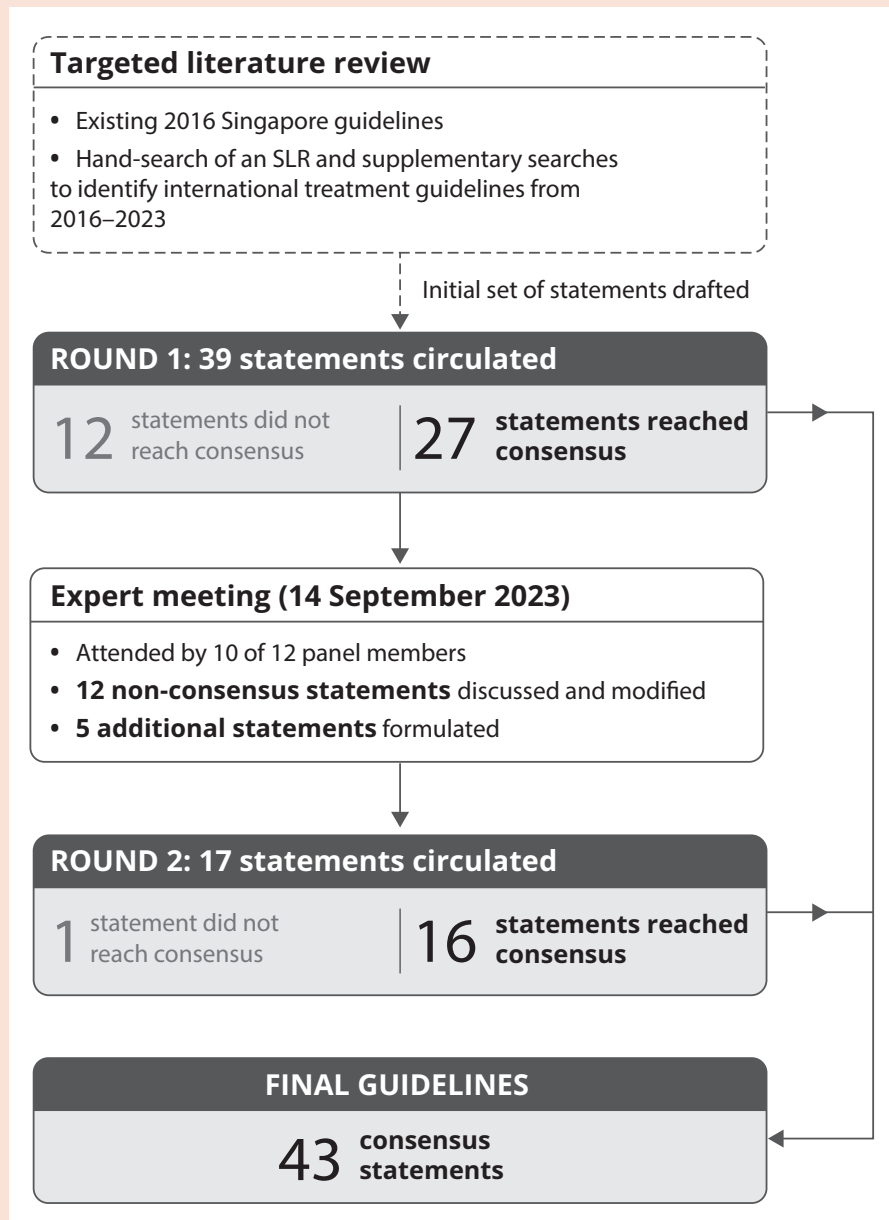 Targeted literature review
• Existing 2016 Singapore guidelines
• Hand-search of an SLR and supplementary searches
to identify international treatment guidelines from
2016–2023
Initial set of statements drafted
ROUND 1: 39 statements circulated
12 statements did not
reach consensus
27 statements reached
consensus
Expert meeting (14 September 2023)
• Attended by 10 of 12 panel members
• 12 non-consensus statements discussed and modified
• 5 additional statements formulated
ROUND 2: 17 statements circulated
1 statement did not
reach consensus
16 statements reached
consensus
FINAL GUIDELINES
43 consensus
statements